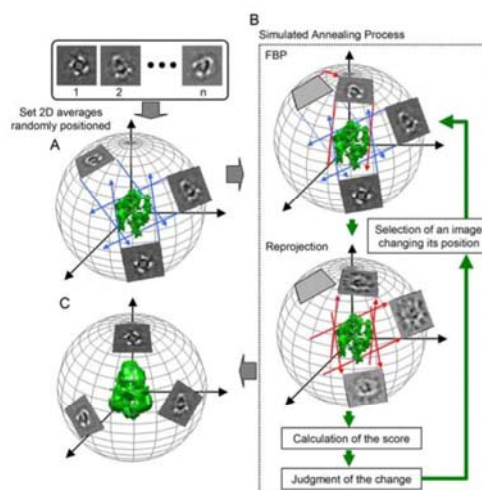 B
Simulated Annealing Process
FBP
1 2 n
Set 2D averages
randomly positioned
A
Selection of an image
changing its position
Reprojection
C
Calculation of the score
Judgment of the change